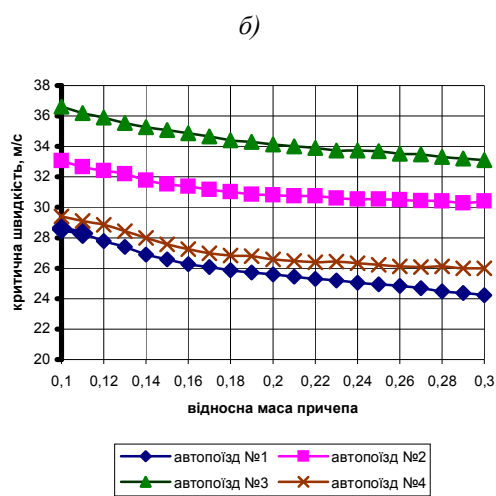 б)
38
36
34
32
30
28
26
24
22
20
критична швидкість, м/с
0,1 0,12 0,14 0,16 0,18 0,2 0,22 0,24 0,26 0,28 0,3
відносна маса причепа
автопоїзд №1 автопоїзд №2
автопоїзд №3 автопоїзд №4